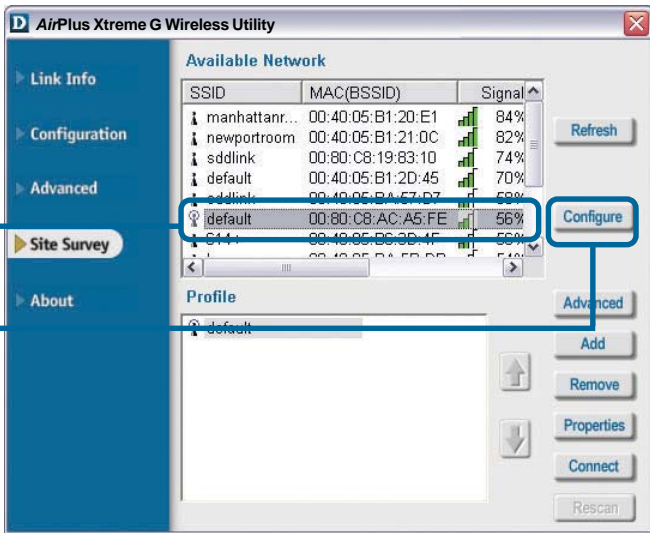 D AirPlus Xtreme G Wireless Utility
Link Info
Configuration
Advanced
Site Survey
About
Available Network
SSID MAC(BSSID) Signal
manhattanr... 00:40:05:B1:20:E1 84%
newportroom 00:40:05:B1:21:0C 82%
sddlink 00:80:C8:19:83:10 74%
default 00:40:05:B1:2D:45 70%
default 00:80:C8:AC:A5:FE 56%
Refresh
Configure
Profile
default
Advanced
Add
Remove
Properties
Connect
Rescan